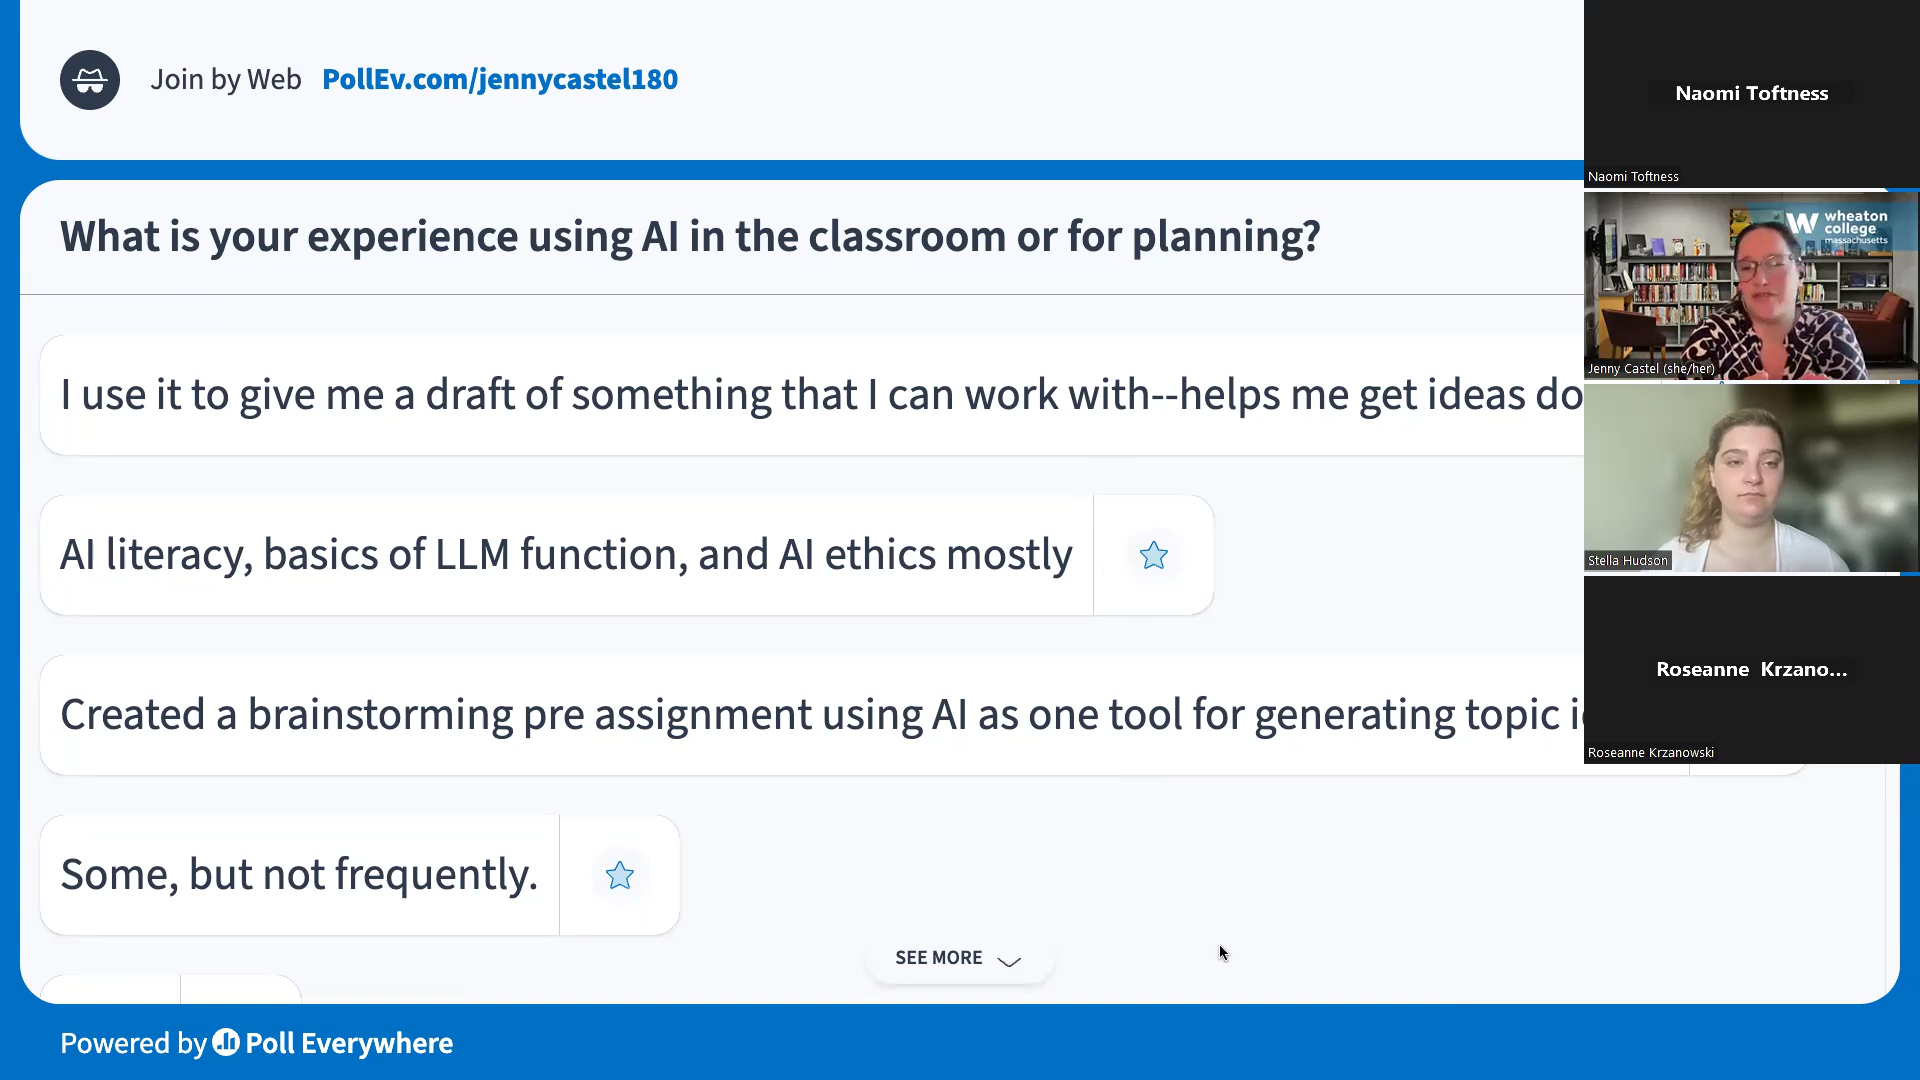 Join by Web PollEv.com/jennycastel180
What is your experience using AI in the classroom or for planning?
I use it to give me a draft of something that I can work with--helps me get ideas do
AI literacy, basics of LLM function, and AI ethics mostly
Created a brainstorming pre assignment using AI as one tool for generating topic i
Some, but not frequently.
SEE MORE
Powered by Poll Everywhere
Naomi Toftness
Naomi Toftness
W wheaton
college
massachusetts
Jenny Castel (she/her)
Stella Hudson
Roseanne Krzano...
Roseanne Krzanowski